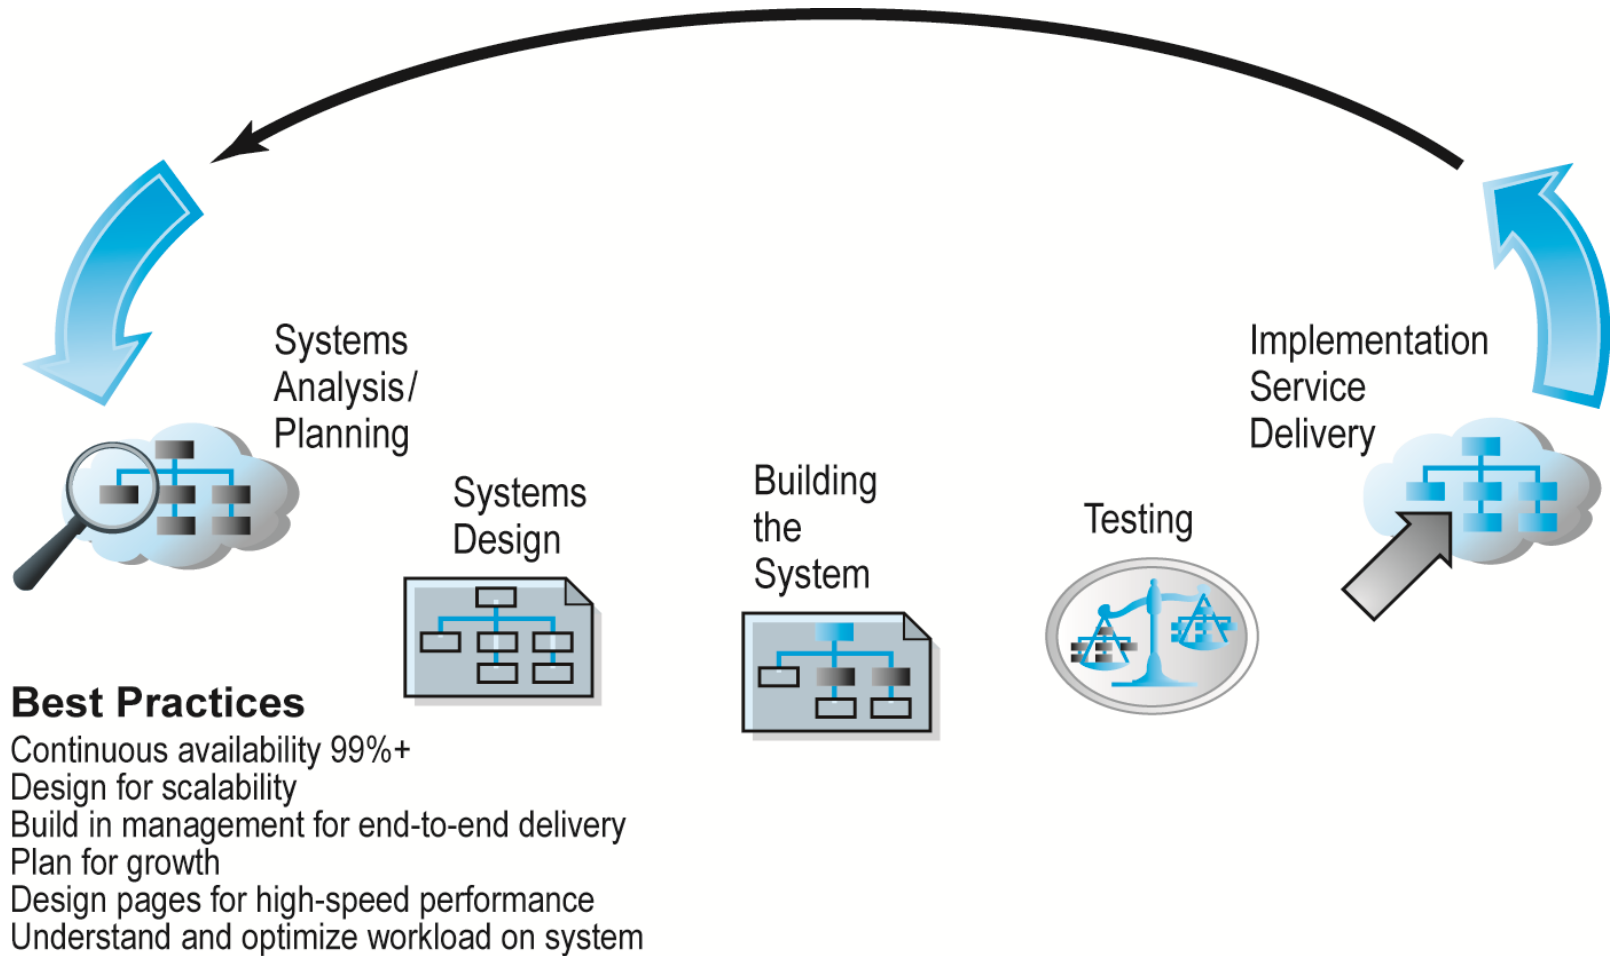 Systems
Analysis/
Planning
Systems
Design
Building
the
System
Testing
Implementation
Service
Delivery
Best Practices
Continuous availability 99%+
Design for scalability
Build in management for end-to-end delivery
Plan for growth
Design pages for high-speed performance
Understand and optimize workload on system